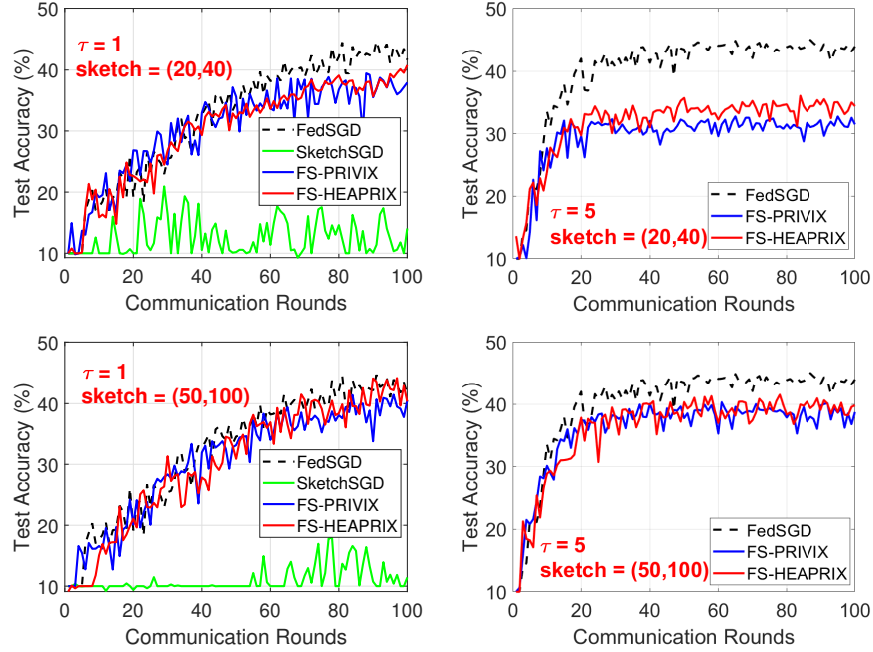 50
40
30
20
10
0 20 40 60 80 100
Test Accuracy (%)
Communication Rounds
τ = 1
sketch = (20,40)
FedSGD
SketchSGD
FS-PRIVIX
FS-HEAPRIX
50
40
30
20
10
0 20 40 60 80 100
Test Accuracy (%)
Communication Rounds
τ = 5
sketch = (20,40)
FedSGD
FS-PRIVIX
FS-HEAPRIX
50
40
30
20
10
0 20 40 60 80 100
Test Accuracy (%)
Communication Rounds
τ = 1
sketch = (50,100)
FedSGD
SketchSGD
FS-PRIVIX
FS-HEAPRIX
50
40
30
20
10
0 20 40 60 80 100
Test Accuracy (%)
Communication Rounds
τ = 5
sketch = (50,100)
FedSGD
FS-PRIVIX
FS-HEAPRIX